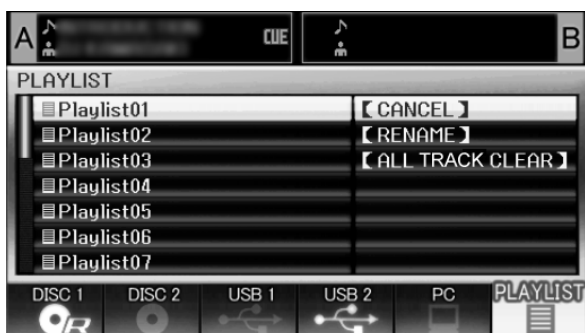 A CUE B
PLAYLIST
Playlist01 【CANCEL】
Playlist02 【RENAME】
Playlist03 【ALL TRACK CLEAR】
Playlist04
Playlist05
Playlist06
Playlist07
DISC 1 DISC 2 USB 1 USB 2 PC PLAYLIST
R